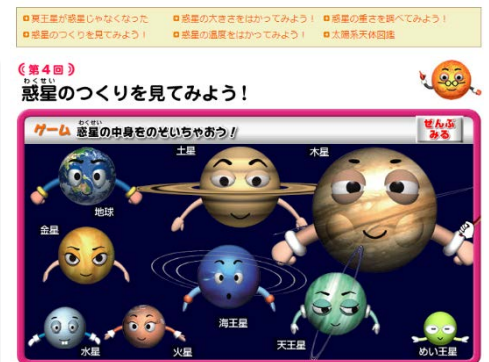 冥王星が惑星じゃなくなった 惑星の大きさをはかってみよう! 惑星の重さを調べてみよう!
惑星のつくりを見てみよう! 惑星の温度をはかってみよう! 太陽系天体図鑑
第4回
わくせい
惑星のつくりを見てみよう!
ゲーム わくせい 惑星の中身をのぞいちゃおう! ぜんぶみる
土星 木星
地球
金星
海王星
天王星
水星 火星 めい王星